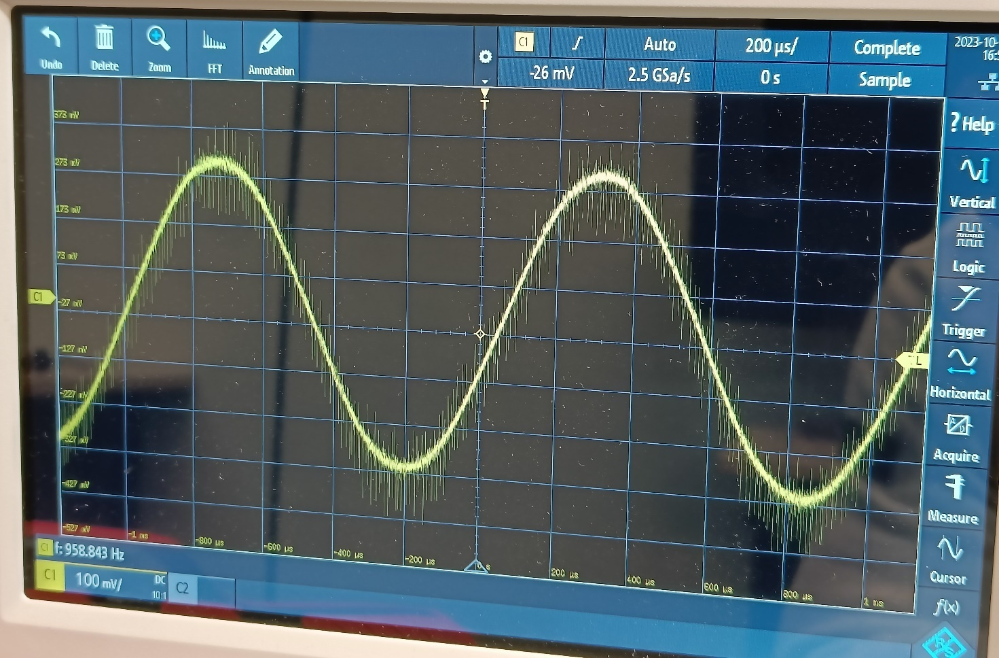 Undo Delete Zoom FFT Annotation
C1 Auto 200 µs/ Complete 2023-10-
-26 mV 2.5 GSa/s 0 s Sample
T
? Help
Vertical
Logic
Trigger
Horizontal
Acquire
Measure
Cursor
f(x)
373 mV
273 mV
173 mV
73 mV
C1
-27 mV
-127 mV
-227 mV
-327 mV
-427 mV
-527 mV
-1 ms -800 µs -600 µs -400 µs -200 µs 0 s 200 µs 400 µs 600 µs 800 µs 1 ms
C1 f: 958.843 Hz
C1 100 mV/ DC 10:1 C2